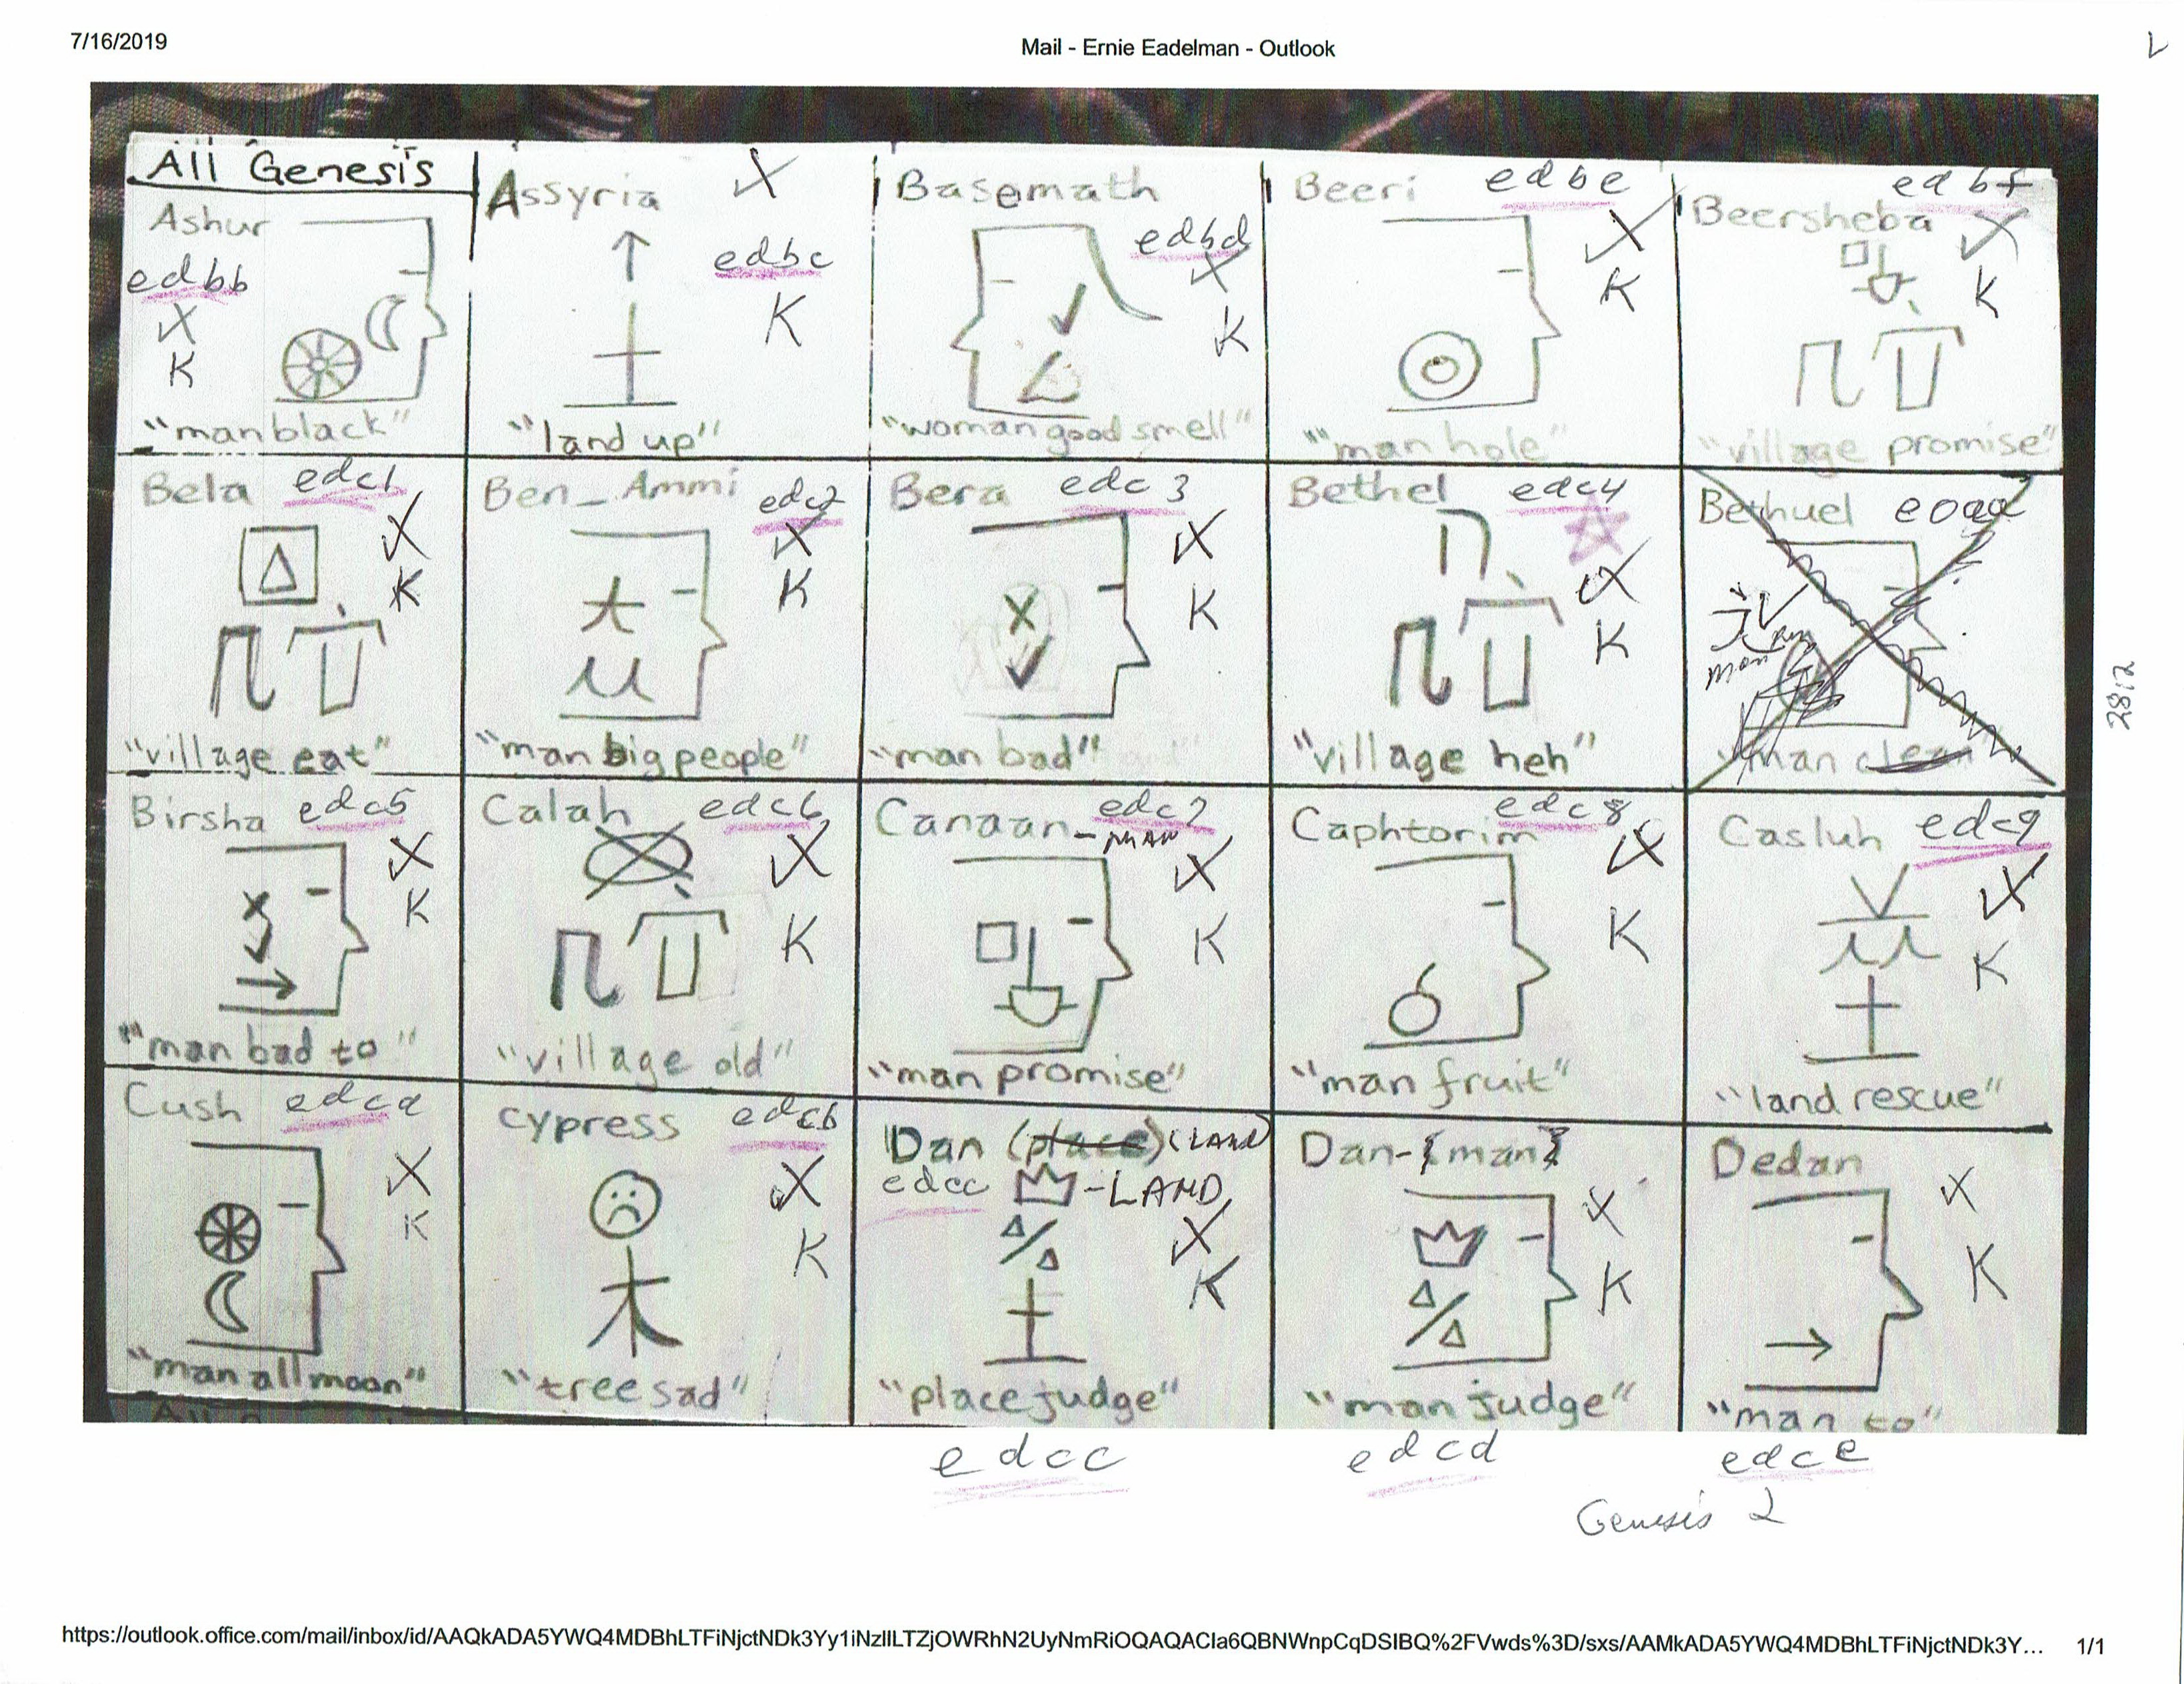 7/16/2019
Mail - Ernie Eadelman - Outlook
All Genesis
Ashur
edbb
K
"man black"
Assyria
edbc
K
"land up"
Basemath
edbd
K
"woman good smell"
Beeri edbe
K
"man hole"
edbf
Beersheba
K
"village promise"
Bela edc1
K
"village eat"
Ben-Ammi
edc2
K
"man big people"
Bera edc3
K
"man bad"
Bethel edc4
K
"village heh"
Bethuel
man
"man clean"
2812
Birsha edc5
K
"man bad to"
Calah edc6
K
"village old"
Canaan-MAN edc7
K
"man promise"
edc8
Caphtorim
K
"man fruit"
Casluh edc9
K
"land rescue"
Cush edca
K
"man all moon"
cypress edcb
K
"tree sad"
Dan (place) (LAND)
edcc -LAND
K
"place judge"
Dan-{man}
K
"man judge"
Dedan
K
"man to"
edcc
edcd
edce
Genesis 2
https://outlook.office.com/mail/inbox/id/AAQkADA5YWQ4MDBhLTFiNjctNDk3Yy1iNzllLTZjOWRhN2UyNmRiOQAQACIa6QBNWnpCqDSIBQ%2FVwds%3D/sxs/AAMkADA5YWQ4MDBhLTFiNjctNDk3Y...
1/1